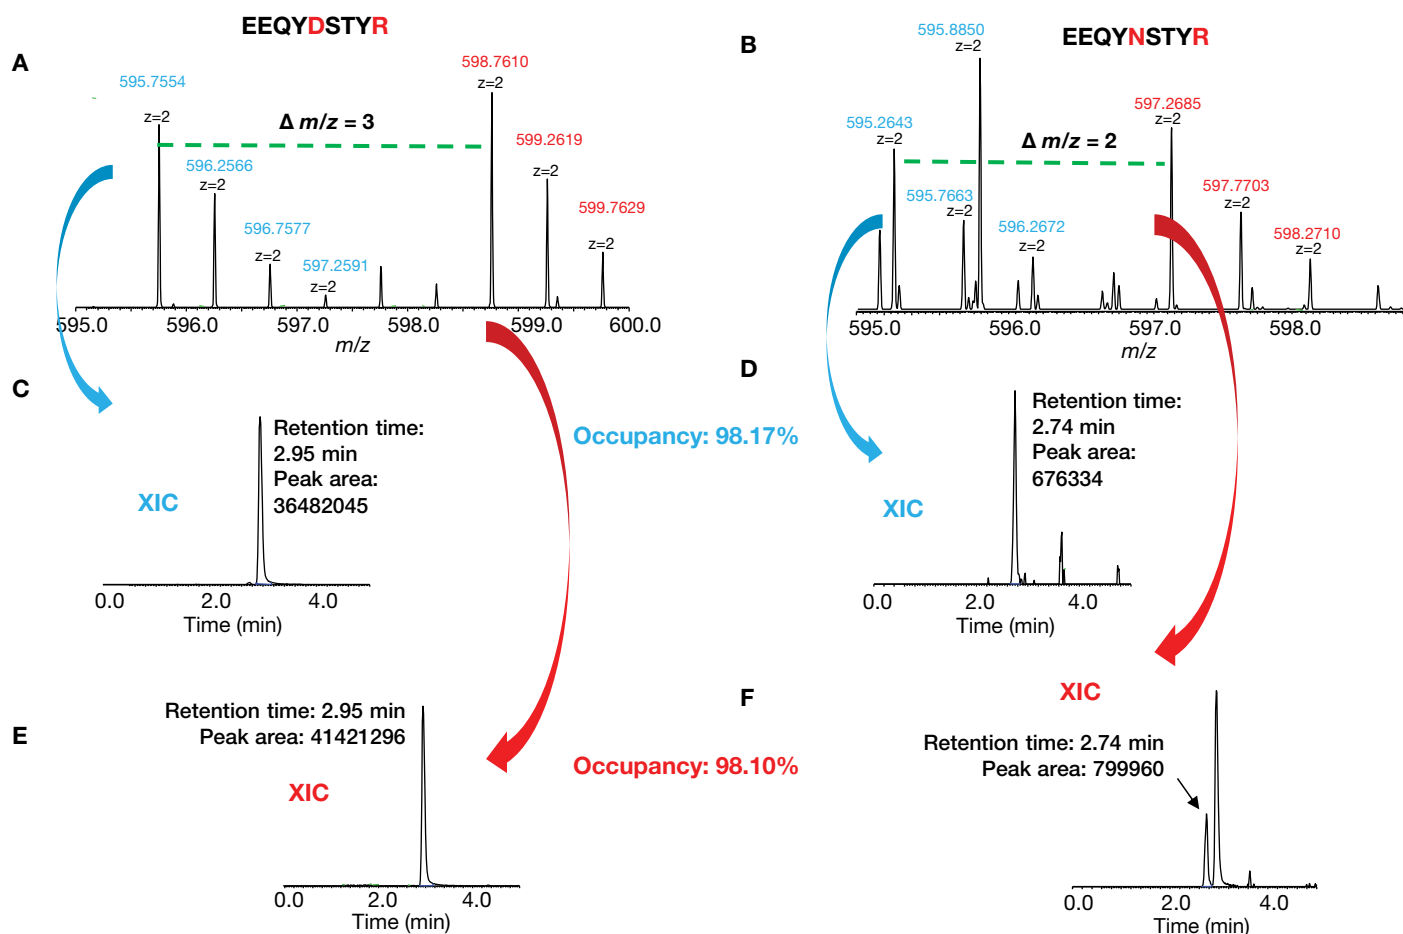 EEQYDSTYR
A
595.7554
z=2
Δ m/z = 3
596.2566
z=2
596.7577
z=2
597.2591
z=2
598.7610
z=2
599.2619
z=2
599.7629
z=2
595.0 596.0 597.0 598.0 599.0 600.0
m/z
B
EEQYNSTYR
595.8850
z=2
595.2643
z=2
Δ m/z = 2
595.7663
z=2
596.2672
z=2
597.2685
z=2
597.7703
z=2
598.2710
z=2
595.0 596.0 597.0 598.0
m/z
C
Retention time:
2.95 min
Peak area:
36482045
XIC
0.0 2.0 4.0
Time (min)
Occupancy: 98.17%
D
Retention time:
2.74 min
Peak area:
676334
XIC
0.0 2.0 4.0
Time (min)
E
Retention time: 2.95 min
Peak area: 41421296
XIC
0.0 2.0 4.0
Time (min)
Occupancy: 98.10%
F
XIC
Retention time: 2.74 min
Peak area: 799960
0.0 2.0 4.0
Time (min)